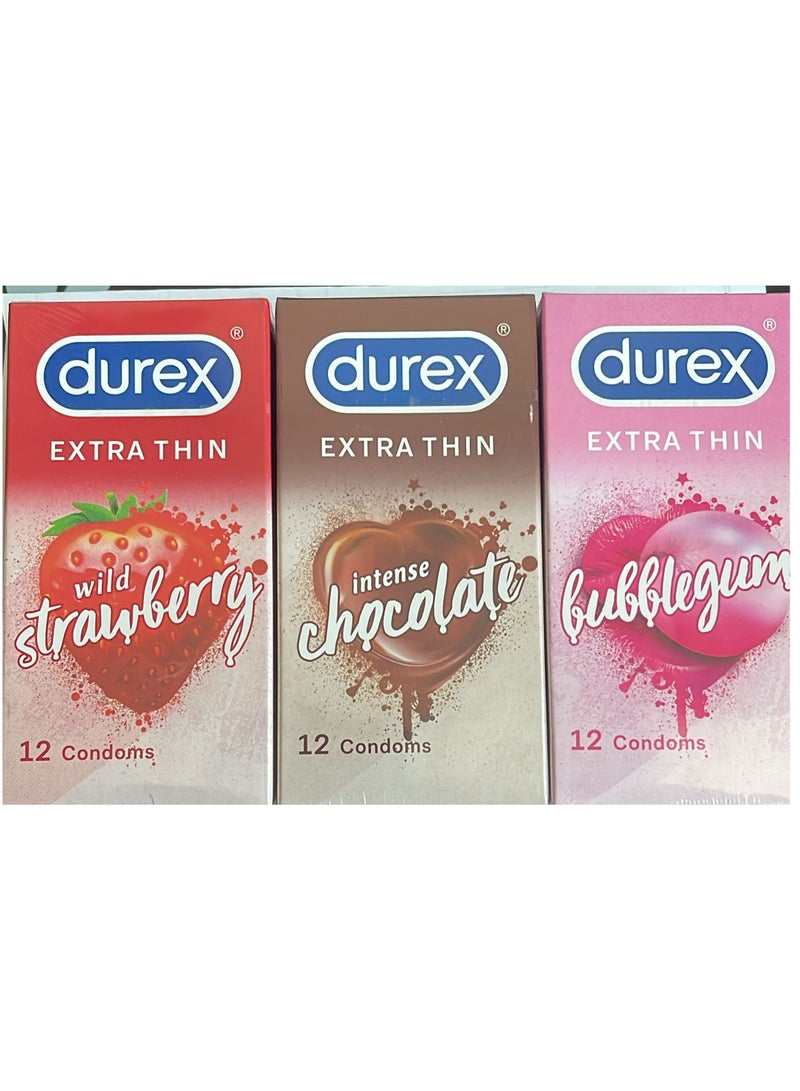 durex®
EXTRA THIN
wild
strawberry
12 Condoms
durex®
EXTRA THIN
intense
chocolate
12 Condoms
durex®
EXTRA THIN
bubblegum
12 Condoms